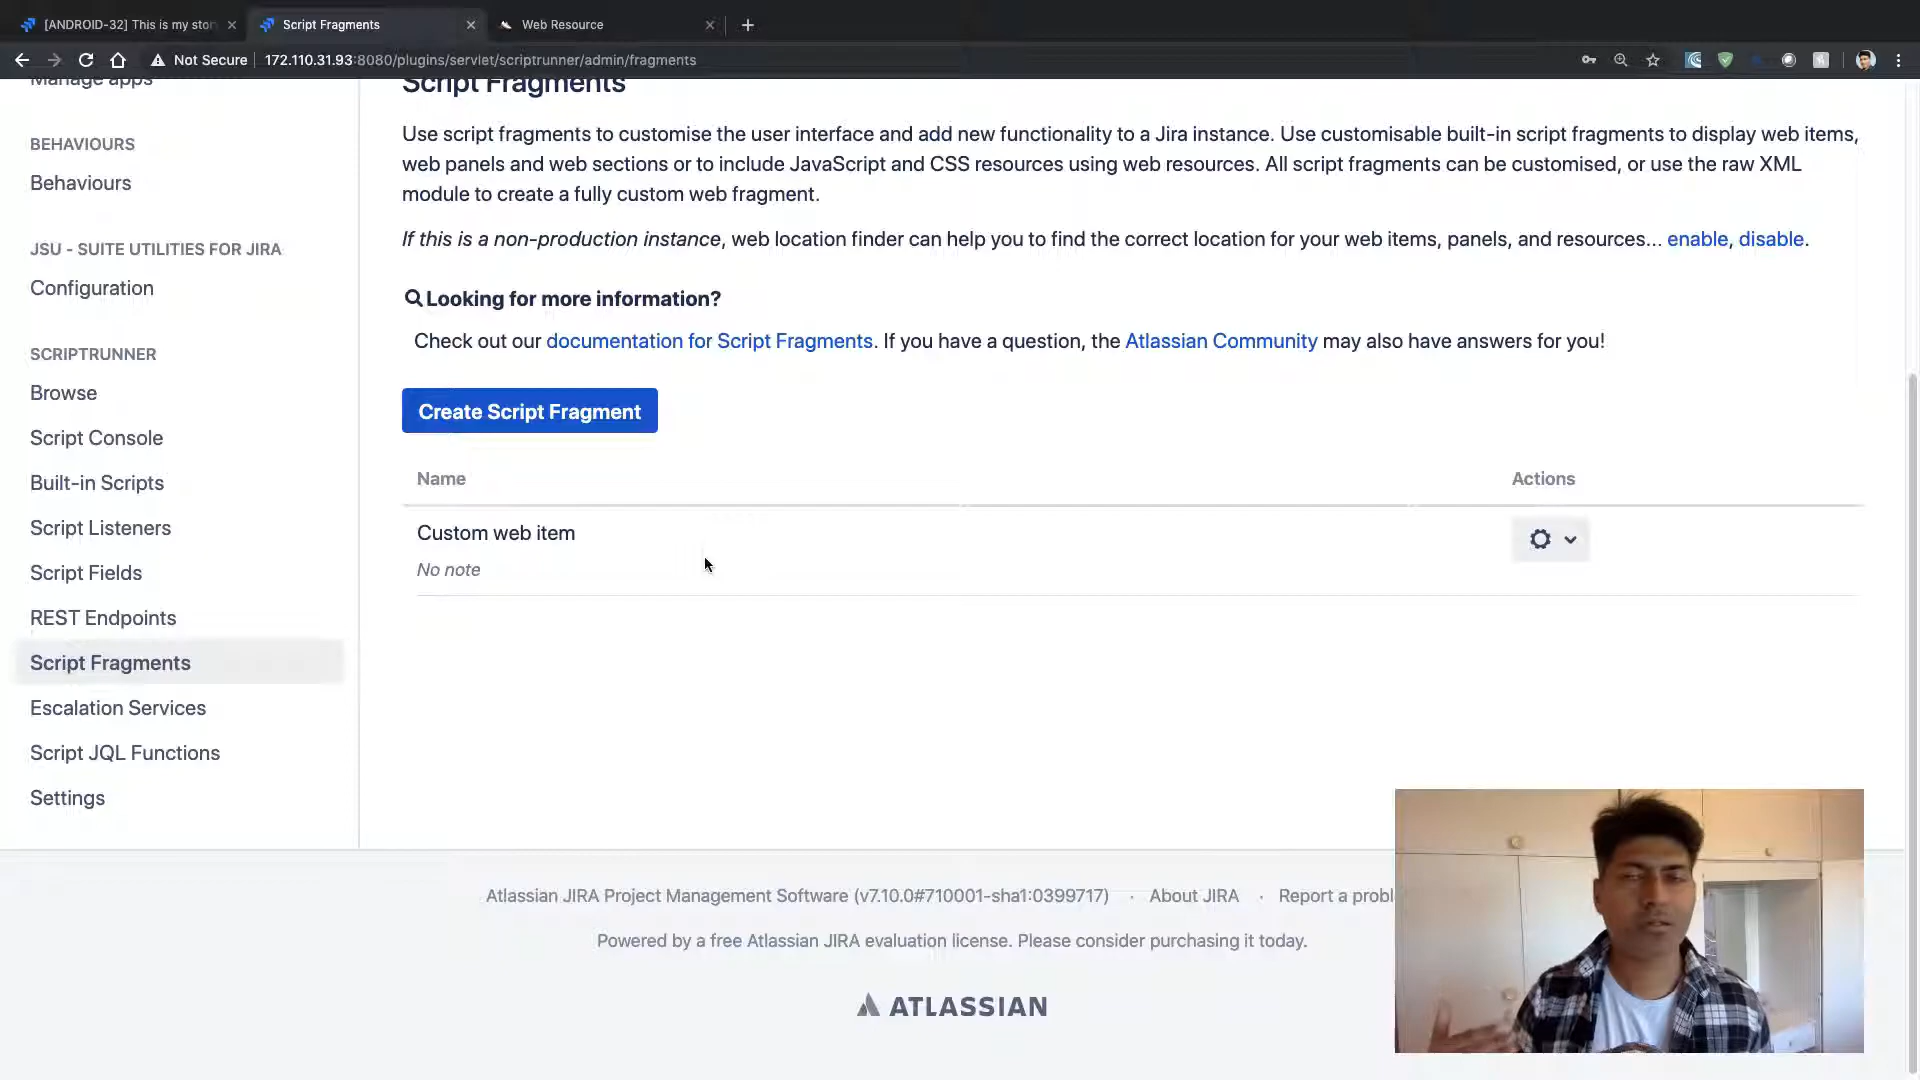 [ANDROID-32] This is my stor
Script Fragments
Web Resource
Not Secure
172.110.31.93:8080/plugins/servlet/scriptrunner/admin/fragments
Manage apps
BEHAVIOURS
Behaviours
JSU - SUITE UTILITIES FOR JIRA
Configuration
SCRIPTRUNNER
Browse
Script Console
Built-in Scripts
Script Listeners
Script Fields
REST Endpoints
Script Fragments
Escalation Services
Script JQL Functions
Settings
Script Fragments
Use script fragments to customise the user interface and add new functionality to a Jira instance. Use customisable built-in script fragments to display web items,
web panels and web sections or to include JavaScript and CSS resources using web resources. All script fragments can be customised, or use the raw XML
module to create a fully custom web fragment.
If this is a non-production instance, web location finder can help you to find the correct location for your web items, panels, and resources... enable, disable.
Looking for more information?
Check out our documentation for Script Fragments. If you have a question, the Atlassian Community may also have answers for you!
Create Script Fragment
Name
Actions
Custom web item
No note
Atlassian JIRA Project Management Software (v7.10.0#710001-sha1:0399717) · About JIRA · Report a probl
Powered by a free Atlassian JIRA evaluation license. Please consider purchasing it today.
ATLASSIAN